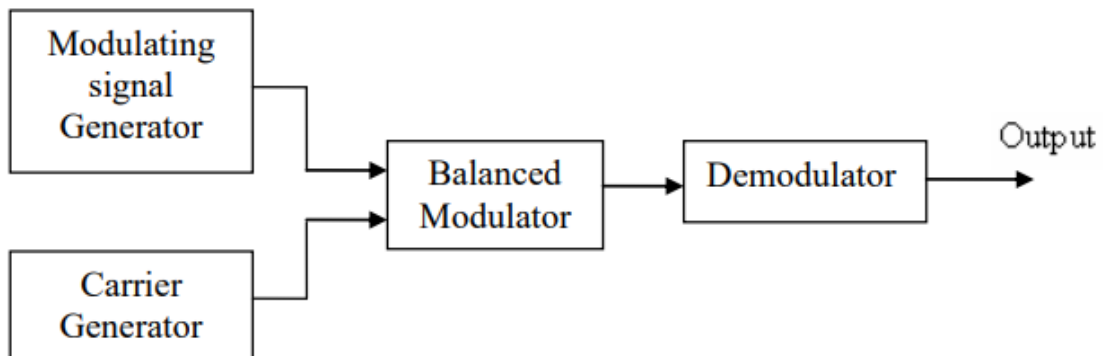 Modulating
signal
Generator
Output
Balanced
Modulator
Demodulator
Carrier
Generator